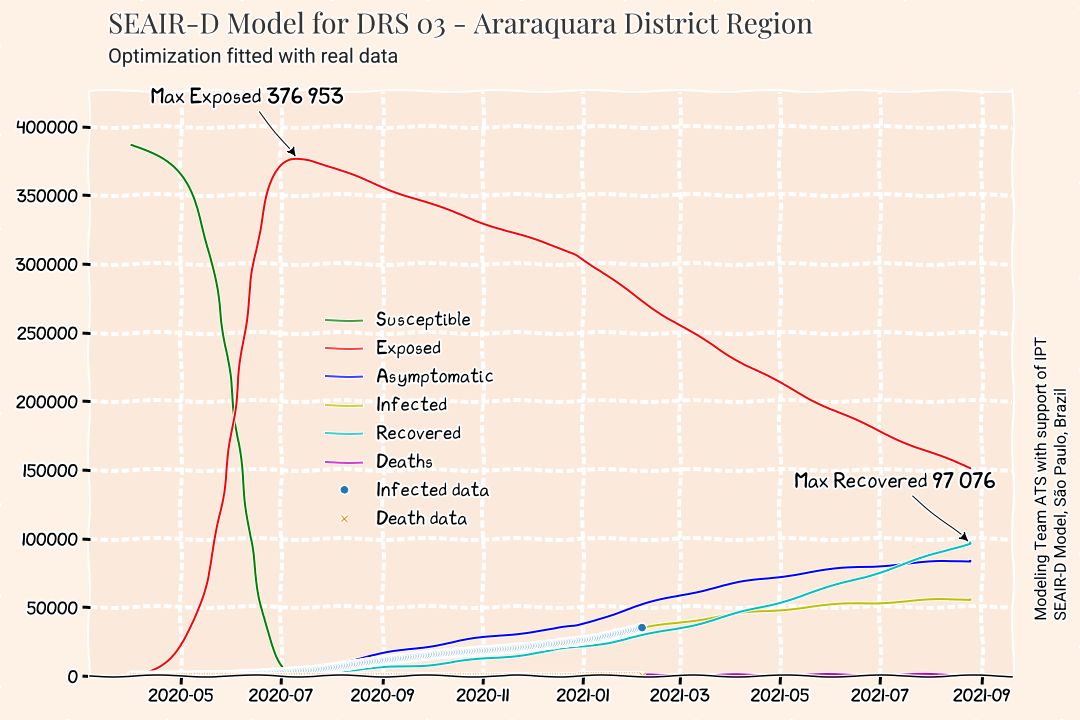 SEAIR-D Model for DRS 03 - Araraquara District Region
Optimization fitted with real data
Max Exposed 376 953
400000
350000
300000
250000
200000
150000
100000
50000
0
Susceptible
Exposed
Asymptomatic
Infected
Recovered
Deaths
Infected data
Death data
Max Recovered 97 076
2020-05 2020-07 2020-09 2020-11 2021-01 2021-03 2021-05 2021-07 2021-09
Modeling Team ATS with support of IPT
SEAIR-D Model, São Paulo, Brazil